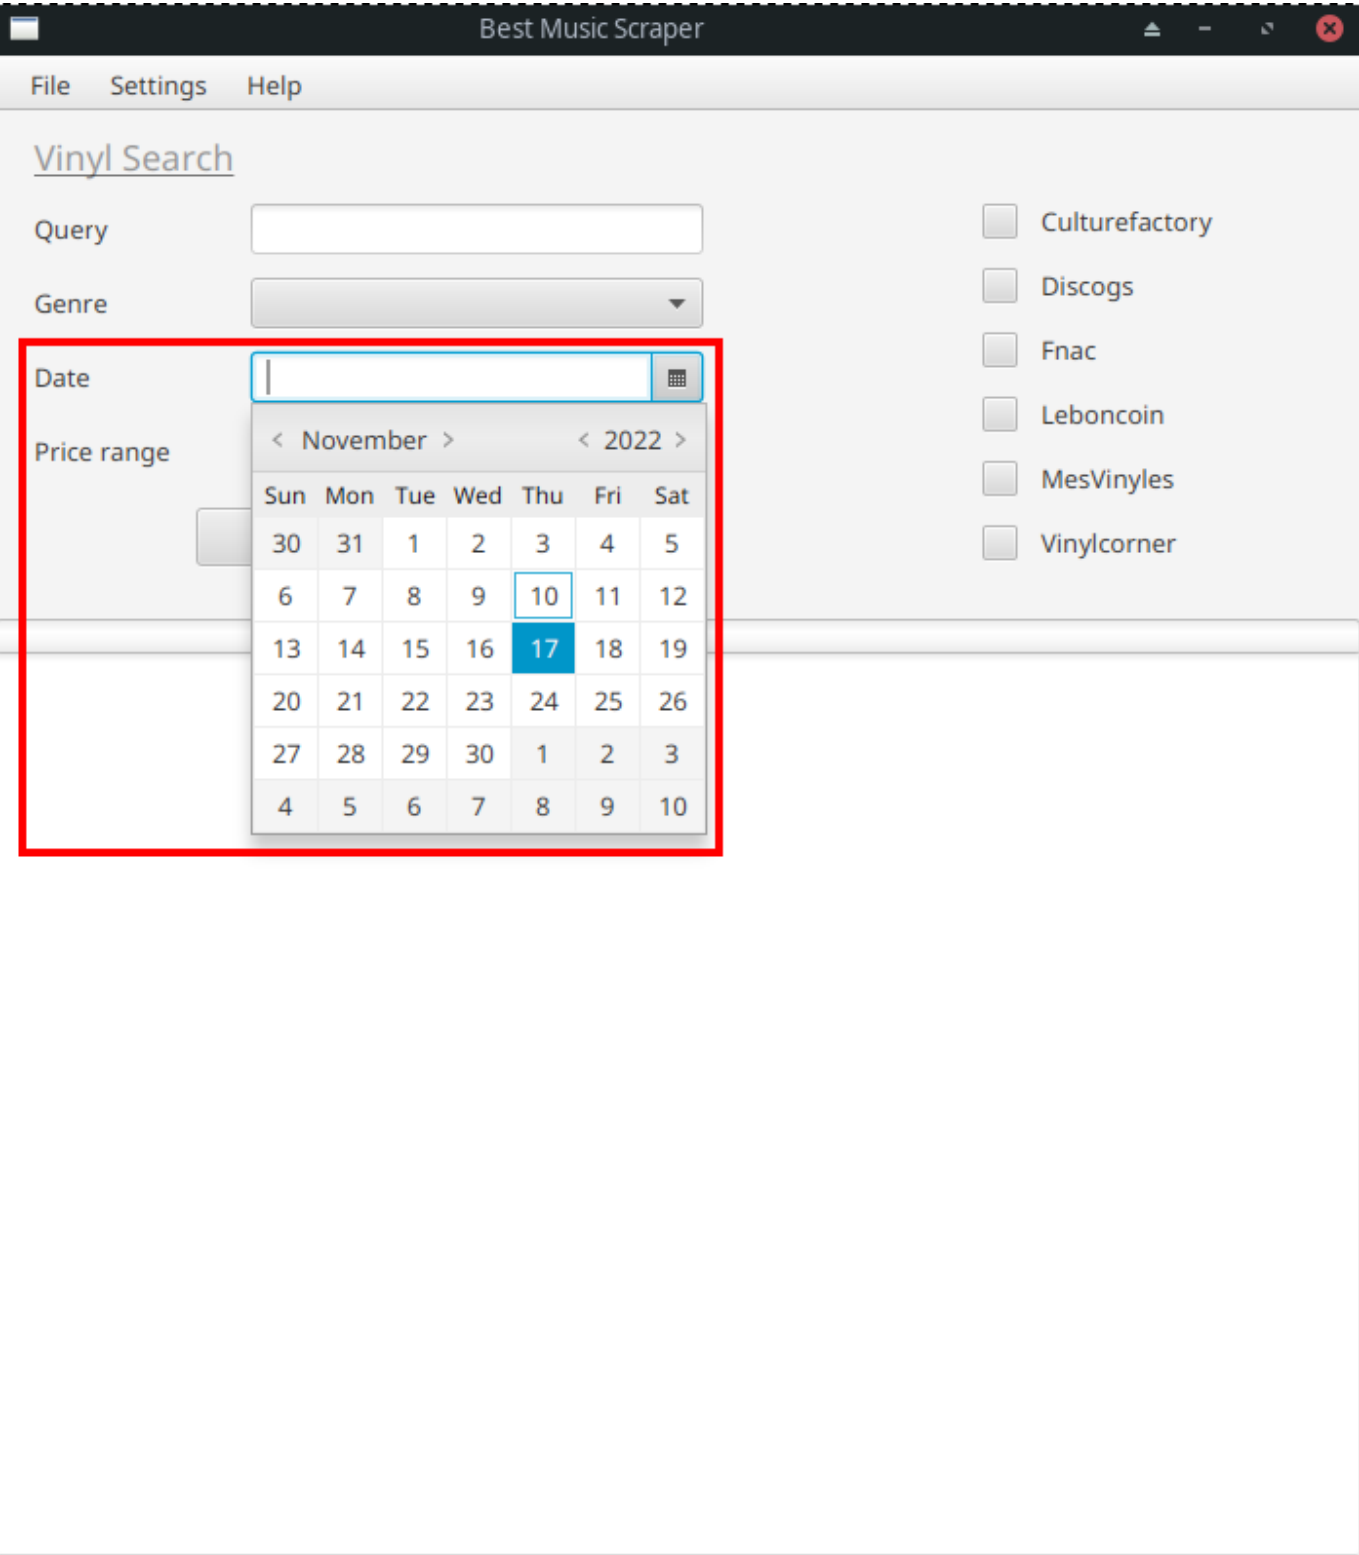 Best Music Scraper
File Settings Help
Vinyl Search
Query
Genre
Date
Price range
< November > < 2022 >
Sun Mon Tue Wed Thu Fri Sat
30 31 1 2 3 4 5
6 7 8 9 10 11 12
13 14 15 16 17 18 19
20 21 22 23 24 25 26
27 28 29 30 1 2 3
4 5 6 7 8 9 10
Culturefactory
Discogs
Fnac
Leboncoin
MesVinyles
Vinylcorner